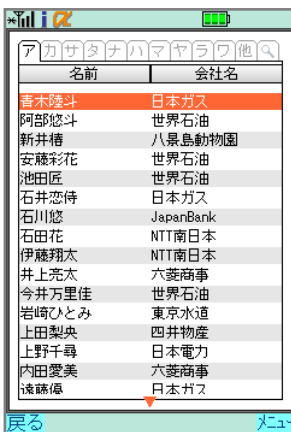 iα
ア カ サ タ ナ ハ マ ヤ ラ ワ 他
名前 会社名
青木陸斗 日本ガス
阿部悠斗 世界石油
新井椿 八景島動物園
安藤彩花 世界石油
池田匠 世界石油
石井恋侍 日本ガス
石川悠 JapanBank
石田花 NTT南日本
伊藤翔太 NTT南日本
井上亮太 六菱商事
今井万里佳 世界石油
岩崎ひとみ 東京水道
上田梨央 四井物産
上野千尋 日本電力
内田愛美 六菱商事
遠藤優 日本ガス
戻る メニュー